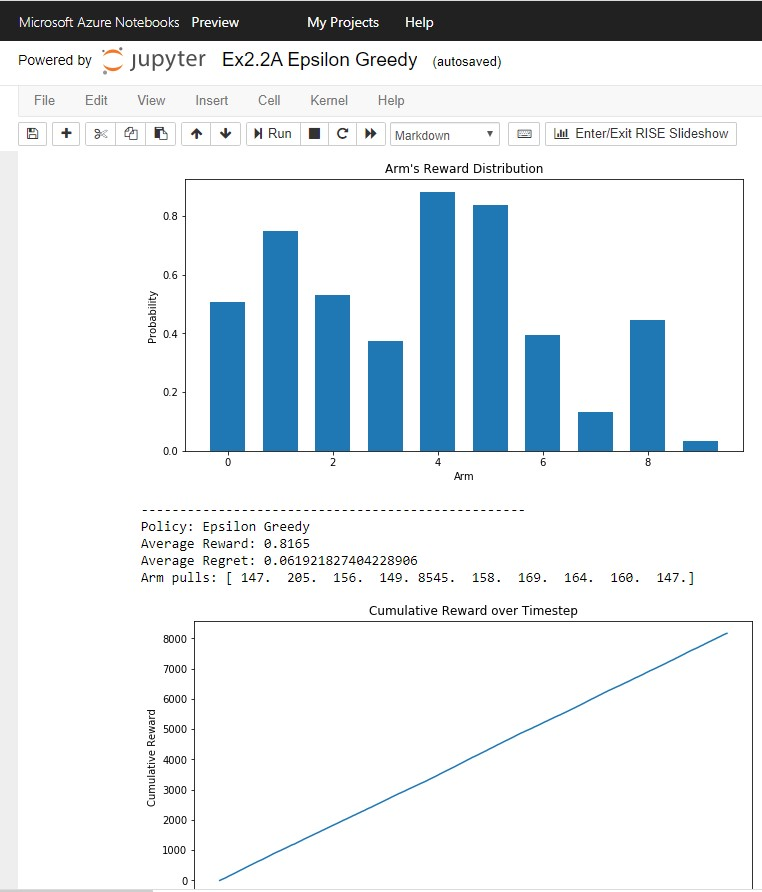 Microsoft Azure Notebooks Preview My Projects Help
Powered by jupyter Ex2.2A Epsilon Greedy (autosaved)
File Edit View Insert Cell Kernel Help
Run Markdown Enter/Exit RISE Slideshow
Arm's Reward Distribution
Probability
0.8
0.6
0.4
0.2
0.0
0 2 4 6 8
Arm
--------------------------------------------------
Policy: Epsilon Greedy
Average Reward: 0.8165
Average Regret: 0.061921827404228906
Arm pulls: [ 147.  205.  156.  149. 8545.  158.  169.  164.  160.  147.]
Cumulative Reward over Timestep
Cumulative Reward
8000
7000
6000
5000
4000
3000
2000
1000
0